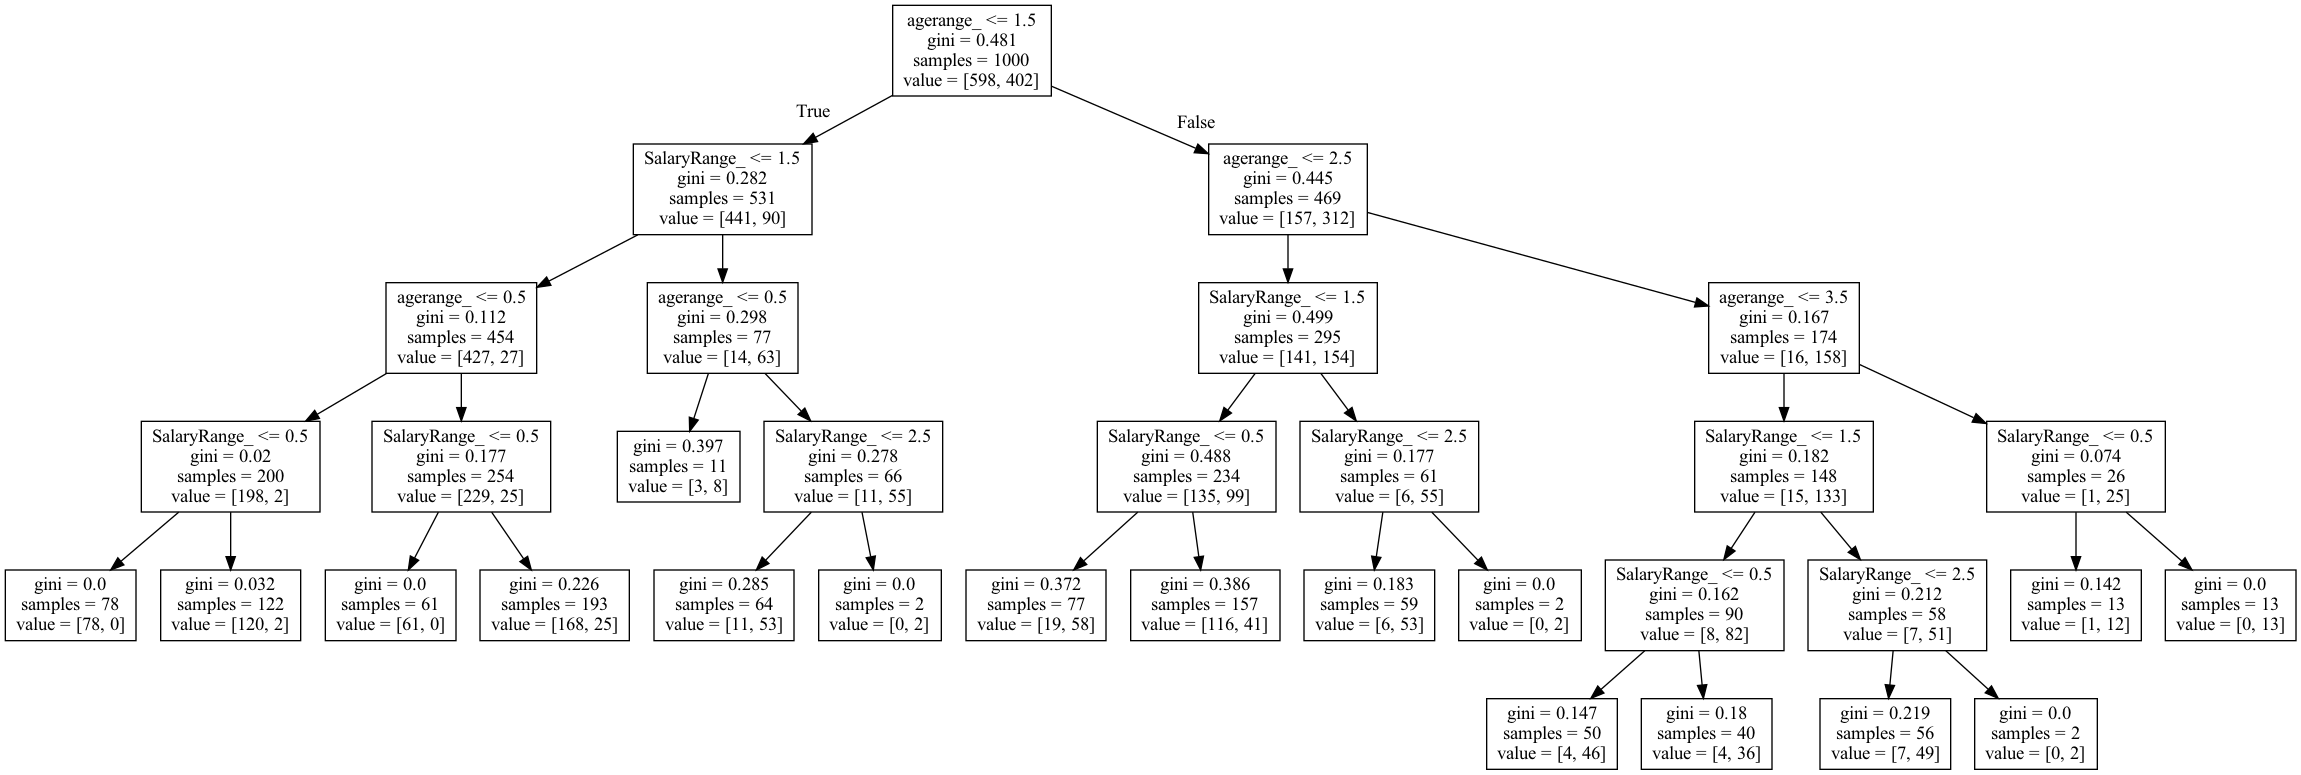 agerange_ <= 1.5
gini = 0.481
samples = 1000
value = [598, 402]
True
False
SalaryRange_ <= 1.5
gini = 0.282
samples = 531
value = [441, 90]
agerange_ <= 2.5
gini = 0.445
samples = 469
value = [157, 312]
agerange_ <= 0.5
gini = 0.112
samples = 454
value = [427, 27]
agerange_ <= 0.5
gini = 0.298
samples = 77
value = [14, 63]
SalaryRange_ <= 1.5
gini = 0.499
samples = 295
value = [141, 154]
agerange_ <= 3.5
gini = 0.167
samples = 174
value = [16, 158]
SalaryRange_ <= 0.5
gini = 0.02
samples = 200
value = [198, 2]
SalaryRange_ <= 0.5
gini = 0.177
samples = 254
value = [229, 25]
gini = 0.397
samples = 11
value = [3, 8]
SalaryRange_ <= 2.5
gini = 0.278
samples = 66
value = [11, 55]
SalaryRange_ <= 0.5
gini = 0.488
samples = 234
value = [135, 99]
SalaryRange_ <= 2.5
gini = 0.177
samples = 61
value = [6, 55]
SalaryRange_ <= 1.5
gini = 0.182
samples = 148
value = [15, 133]
SalaryRange_ <= 0.5
gini = 0.074
samples = 26
value = [1, 25]
gini = 0.0
samples = 78
value = [78, 0]
gini = 0.032
samples = 122
value = [120, 2]
gini = 0.0
samples = 61
value = [61, 0]
gini = 0.226
samples = 193
value = [168, 25]
gini = 0.285
samples = 64
value = [11, 53]
gini = 0.0
samples = 2
value = [0, 2]
gini = 0.372
samples = 77
value = [19, 58]
gini = 0.386
samples = 157
value = [116, 41]
gini = 0.183
samples = 59
value = [6, 53]
gini = 0.0
samples = 2
value = [0, 2]
SalaryRange_ <= 0.5
gini = 0.162
samples = 90
value = [8, 82]
SalaryRange_ <= 2.5
gini = 0.212
samples = 58
value = [7, 51]
gini = 0.142
samples = 13
value = [1, 12]
gini = 0.0
samples = 13
value = [0, 13]
gini = 0.147
samples = 50
value = [4, 46]
gini = 0.18
samples = 40
value = [4, 36]
gini = 0.219
samples = 56
value = [7, 49]
gini = 0.0
samples = 2
value = [0, 2]